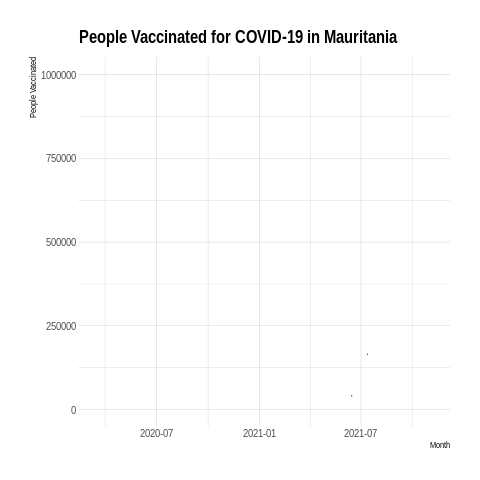 People Vaccinated for COVID-19 in Mauritania
People Vaccinated
1000000
750000
500000
250000
0
2020-07
2021-01
2021-07
Month